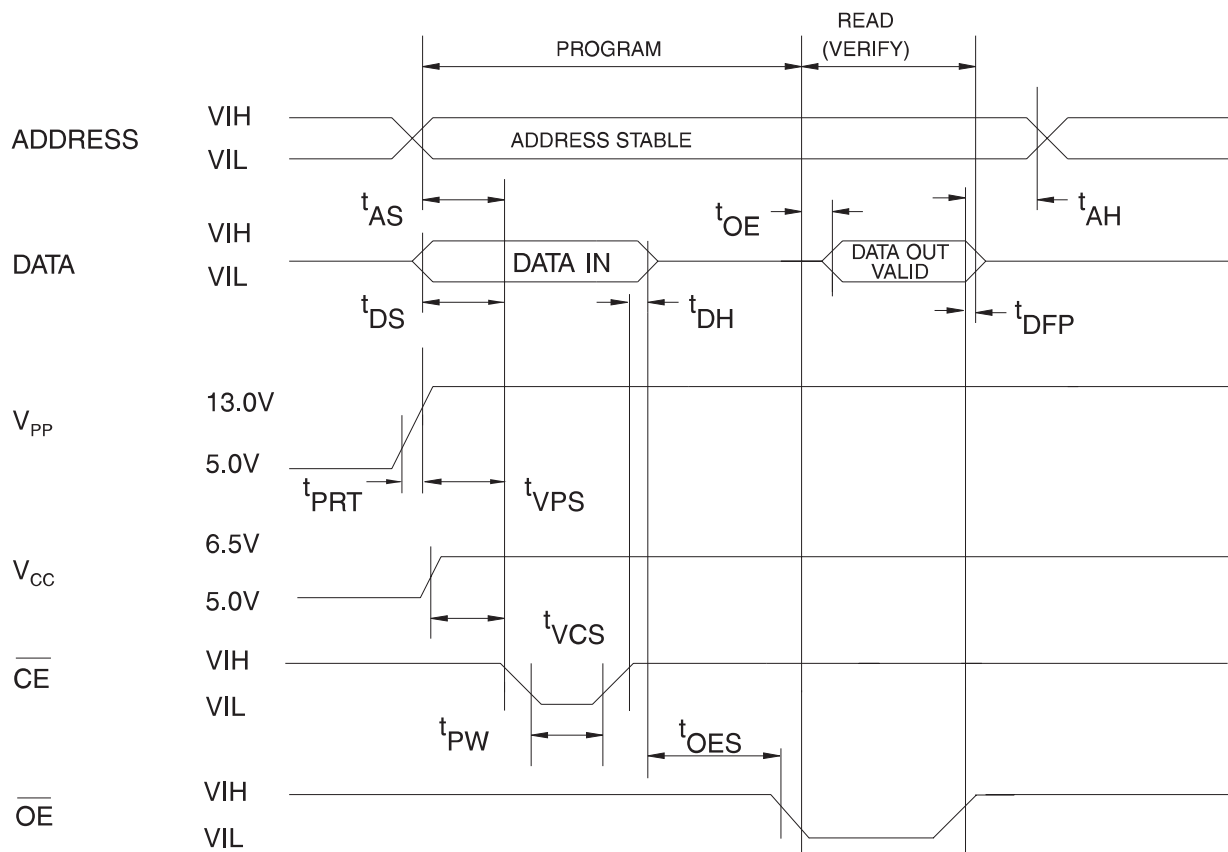 READ
PROGRAM (VERIFY)
ADDRESS VIH
VIL ADDRESS STABLE
tAS tOE tAH
DATA VIH
VIL DATA IN DATA OUT
VALID
tDS tDH tDFP
VPP 13.0V
5.0V
tPRT tVPS
VCC 6.5V
5.0V
tVCS
CE VIH
VIL
tPW tOES
OE VIH
VIL